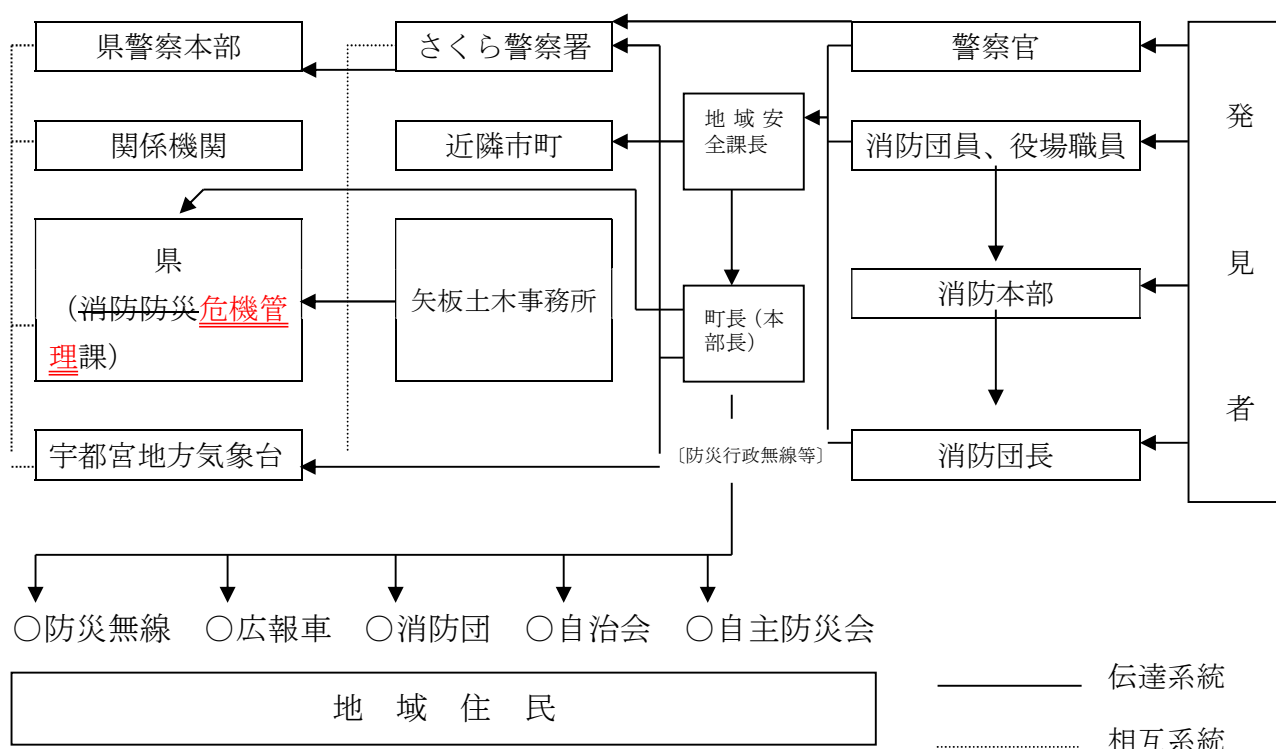 県警察本部
さくら警察署
警察官
発見者
関係機関
近隣市町
地域安
全課長
消防団員、役場職員
県
(消防防災危機管
理課)
矢板土木事務所
町長(本
部長)
消防本部
宇都宮地方気象台
〔防災行政無線等〕
消防団長
○防災無線 ○広報車 ○消防団 ○自治会 ○自主防災会
地域住民
伝達系統
相互系統